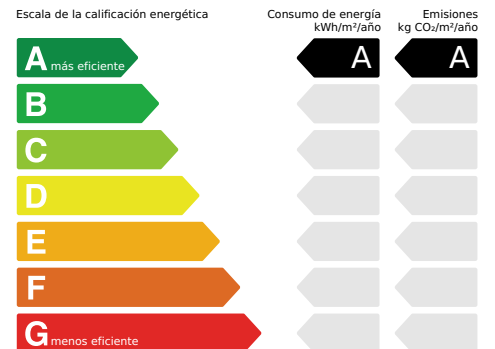 Escala de la calificación energética
Consumo de energía
kWh/m²/año
Emisiones
kg CO₂/m²/año
A más eficiente
A
A
B
C
D
E
F
G menos eficiente